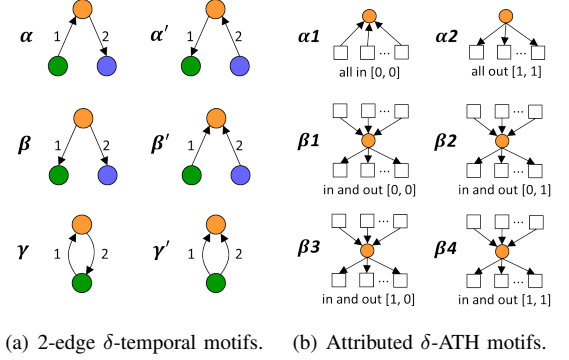 α 1 2 α′ 1 2 α1 ... α2 ...
all in [0, 0] all out [1, 1]
β 1 2 β′ 1 2 β1 ... ... β2 ... ...
in and out [0, 0] in and out [0, 1]
γ 1 2 γ′ 1 2 β3 ... ... β4 ... ...
in and out [1, 0] in and out [1, 1]
(a) 2-edge δ-temporal motifs. (b) Attributed δ-ATH motifs.